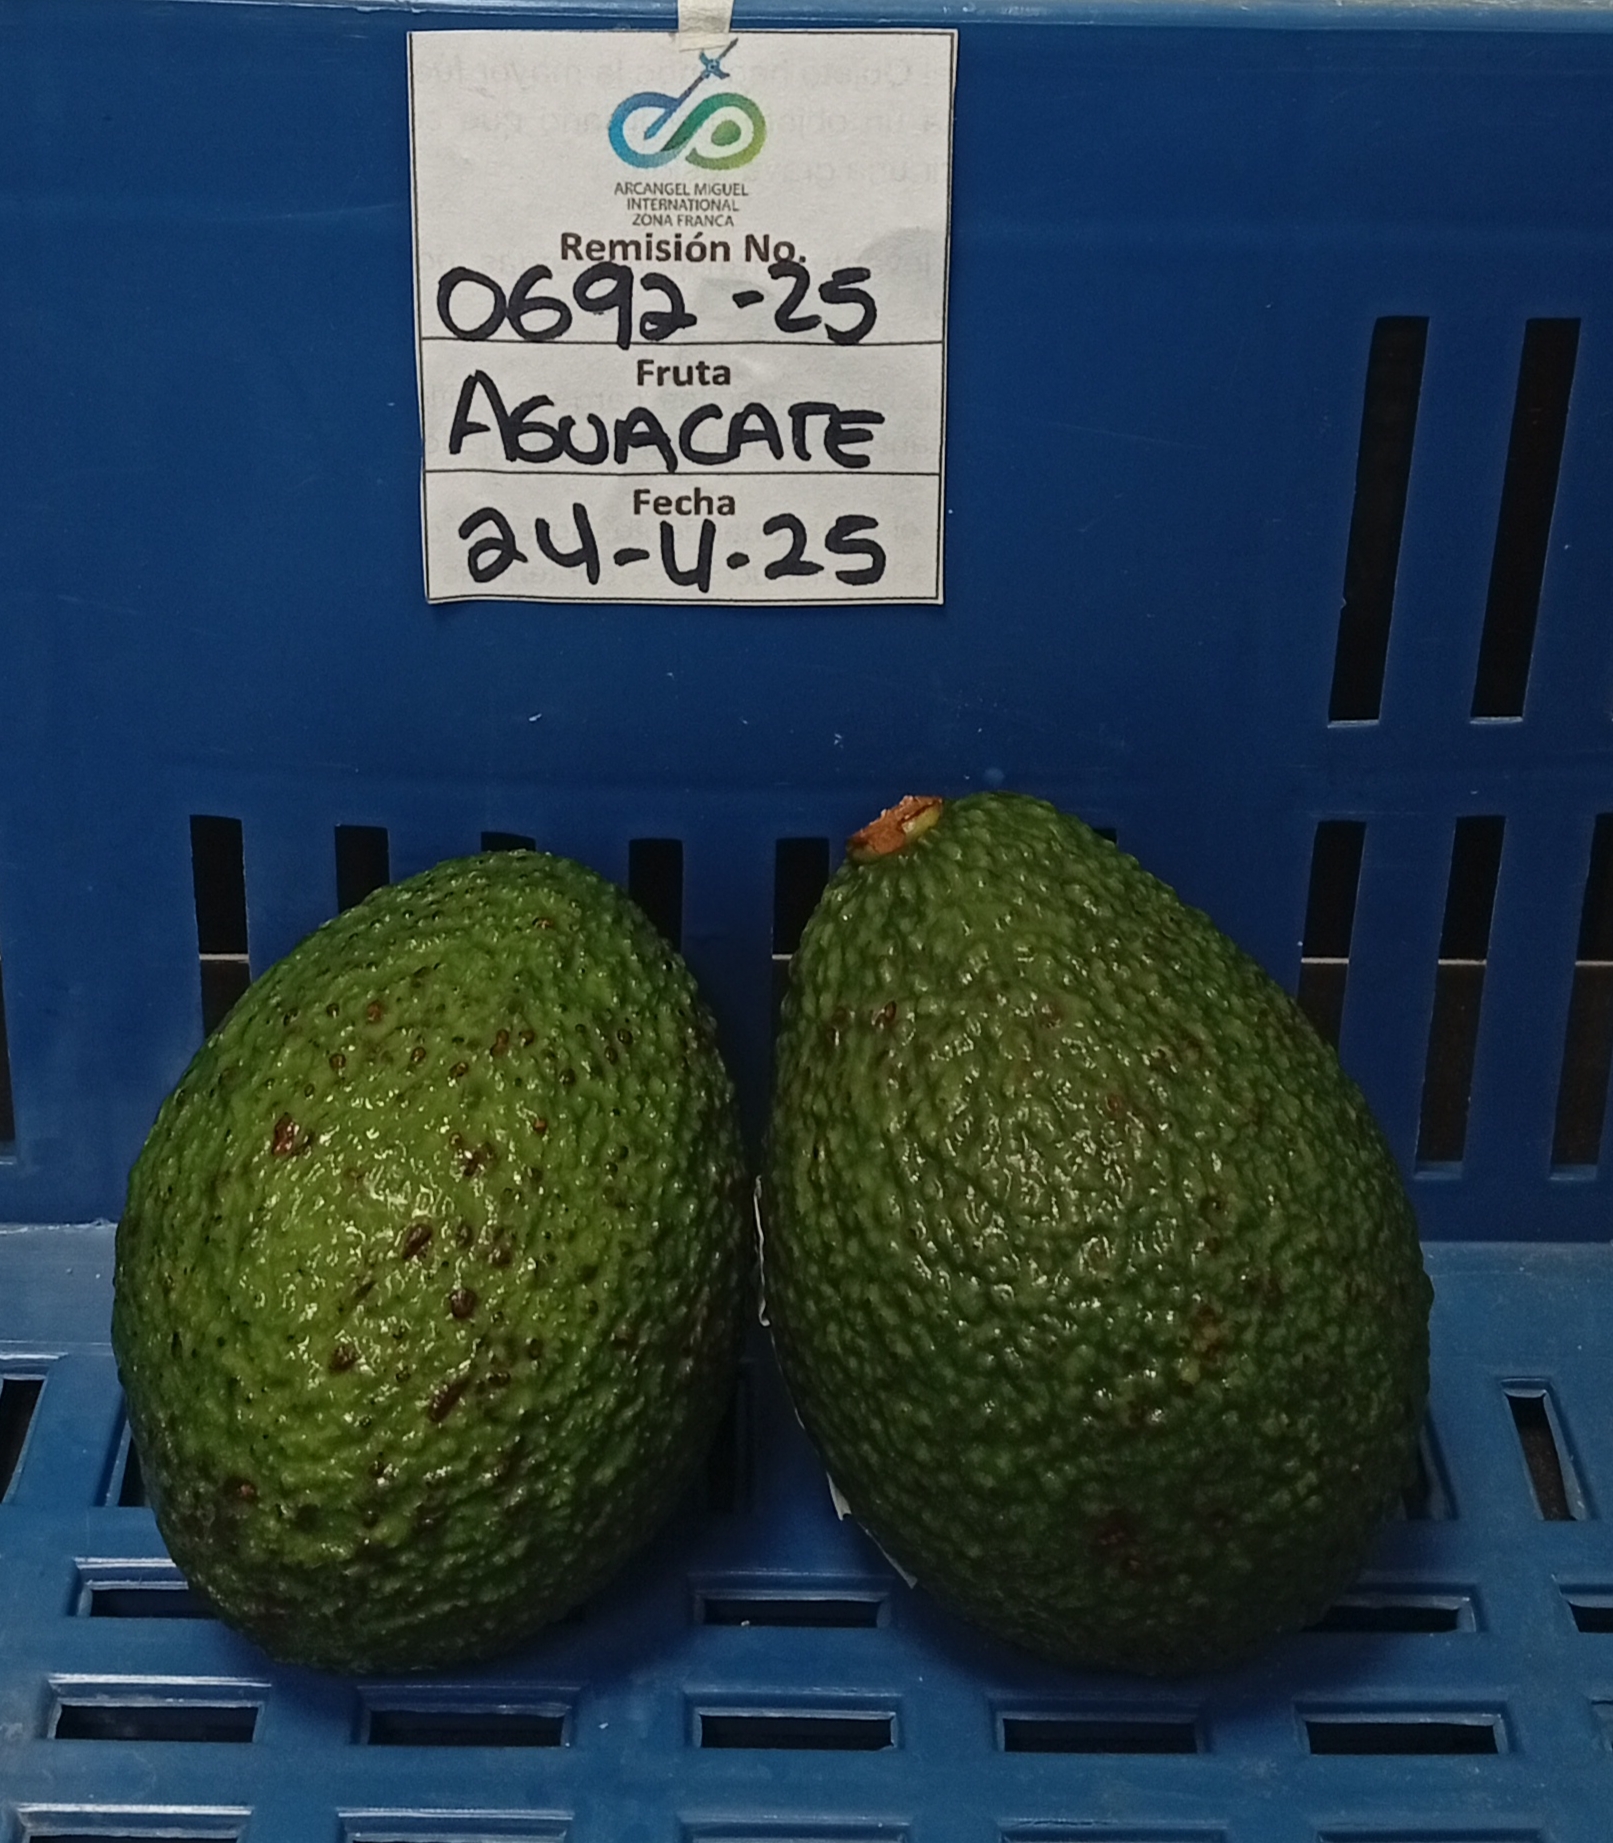 ARCANGEL MIGUEL
INTERNATIONAL
ZONA FRANCA
Remisión No.
0692-25
Fruta
AGUACATE
Fecha
24-4-25